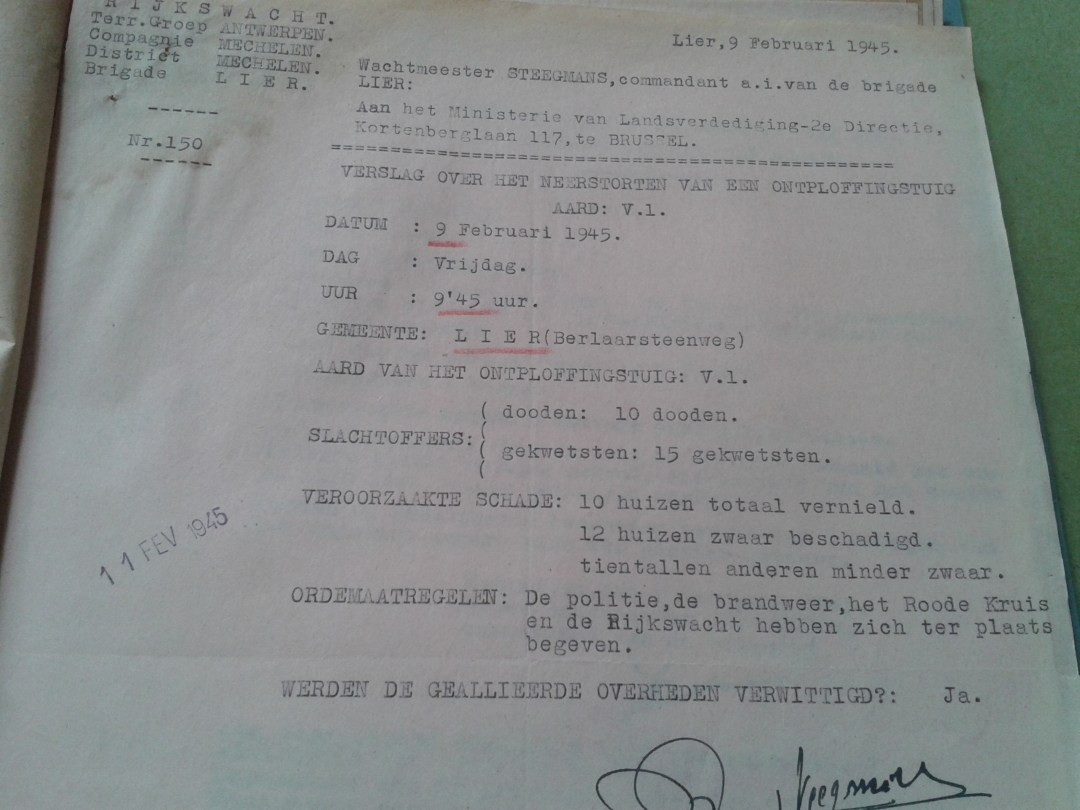 R I J K S W A C H T.
Terr.Groep ANTWERPEN.
Compagnie MECHELEN.
District MECHELEN.
Brigade L I E R.
------
Nr.150
------
Lier,9 Februari 1945.
Wachtmeester STEEGMANS,commandant a.i.van de brigade
LIER:
Aan het Ministerie van Landsverdediging-2e Directie,
Kortenberglaan 117,te BRUSSEL.
==================================================
VERSLAG OVER HET NEERSTORTEN VAN EEN ONTPLOFFINGSTUIG
AARD: V.1.
DATUM : 9 Februari 1945.
DAG : Vrijdag.
UUR : 9'45 uur.
GEMEENTE: L I E R(Berlaarsteenweg)
AARD VAN HET ONTPLOFFINGSTUIG: V.1.
( dooden: 10 dooden.
SLACHTOFFERS:(
( gekwetsten: 15 gekwetsten.
(
VEROORZAAKTE SCHADE: 10 huizen totaal vernield.
12 huizen zwaar beschadigd.
tientallen anderen minder zwaar.
11 FEV 1945
ORDEMAATREGELEN: De politie,de brandweer,het Roode Kruis
en de Rijkswacht hebben zich ter plaats
begeven.
WERDEN DE GEALLIEERDE OVERHEDEN VERWITTIGD?: Ja.